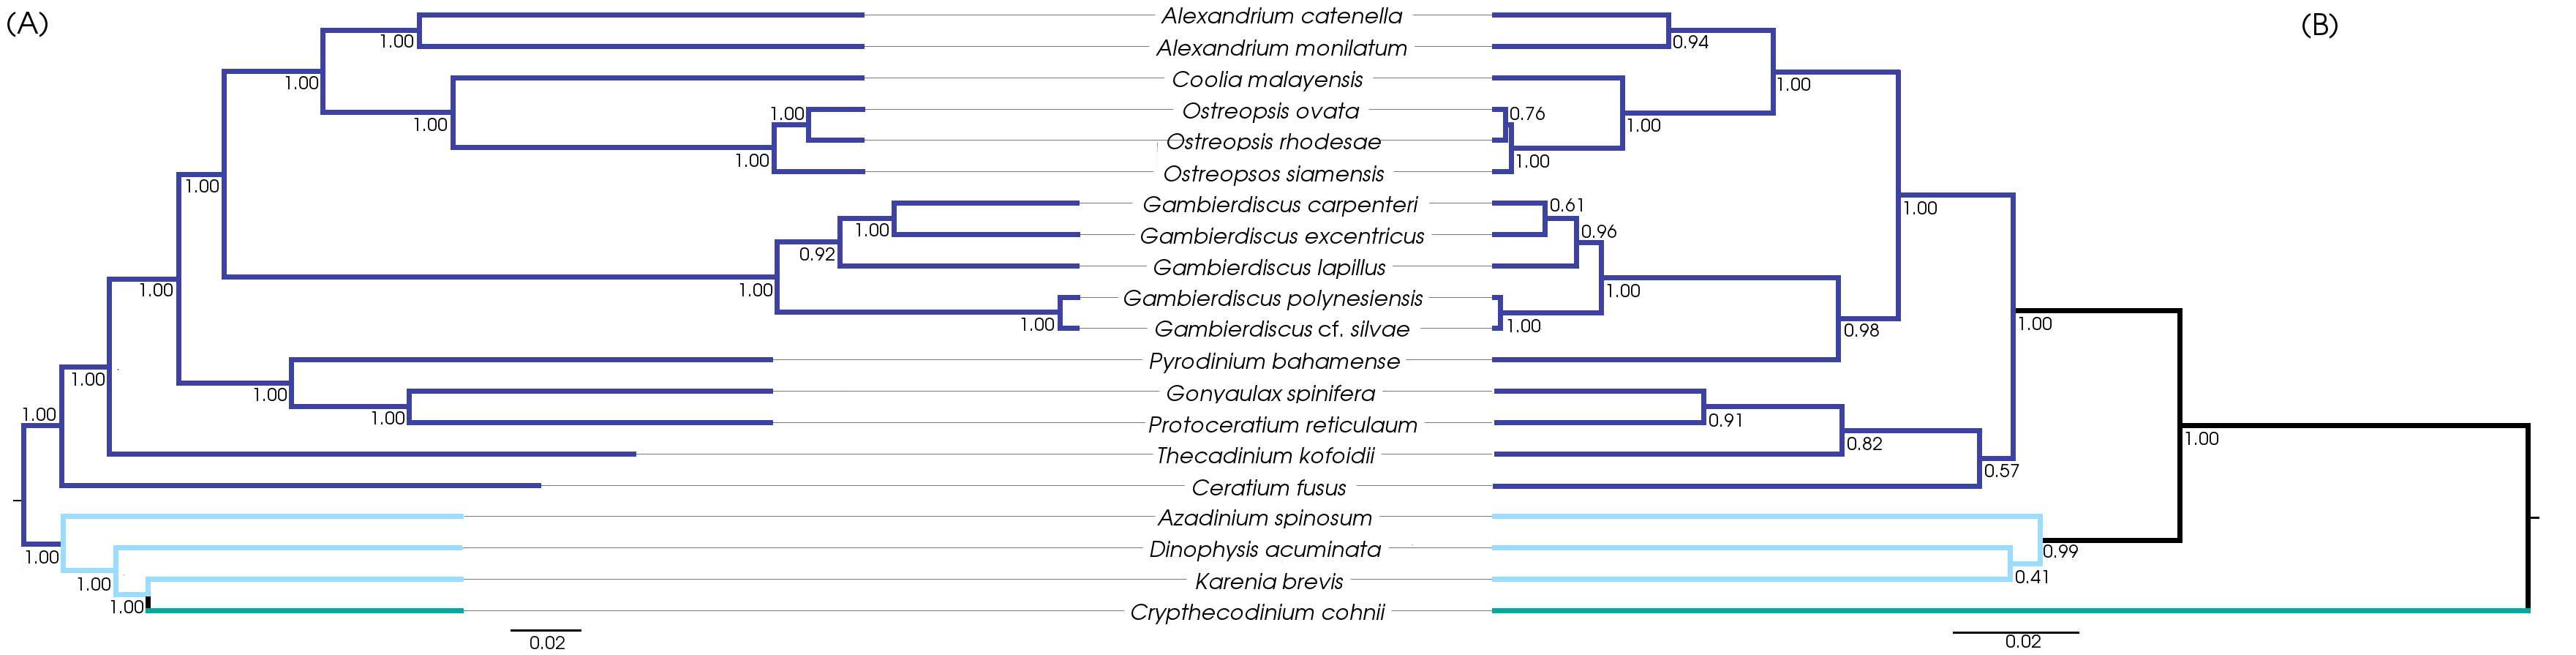 (A)
(B)
Alexandrium catenella
1.00
0.94
Alexandrium monilatum
1.00
1.00
Coolia malayensis
1.00
Ostreopsis ovata
0.76
1.00
1.00
Ostreopsis rhodesae
1.00
1.00
Ostreopsos siamensis
1.00
Gambierdiscus carpenteri
0.61
1.00
1.00
Gambierdiscus excentricus
0.96
0.92
Gambierdiscus lapillus
1.00
1.00
1.00
Gambierdiscus polynesiensis
1.00
Gambierdiscus cf. silvae
1.00
0.98
1.00
Pyrodinium bahamense
1.00
1.00
Gonyaulax spinifera
1.00
1.00
Protoceratium reticulaum
0.91
0.82
1.00
Thecadinium kofoidii
0.57
Ceratium fusus
Azadinium spinosum
1.00
Dinophysis acuminata
0.99
1.00
Karenia brevis
0.41
1.00
Crypthecodinium cohnii
0.02
0.02